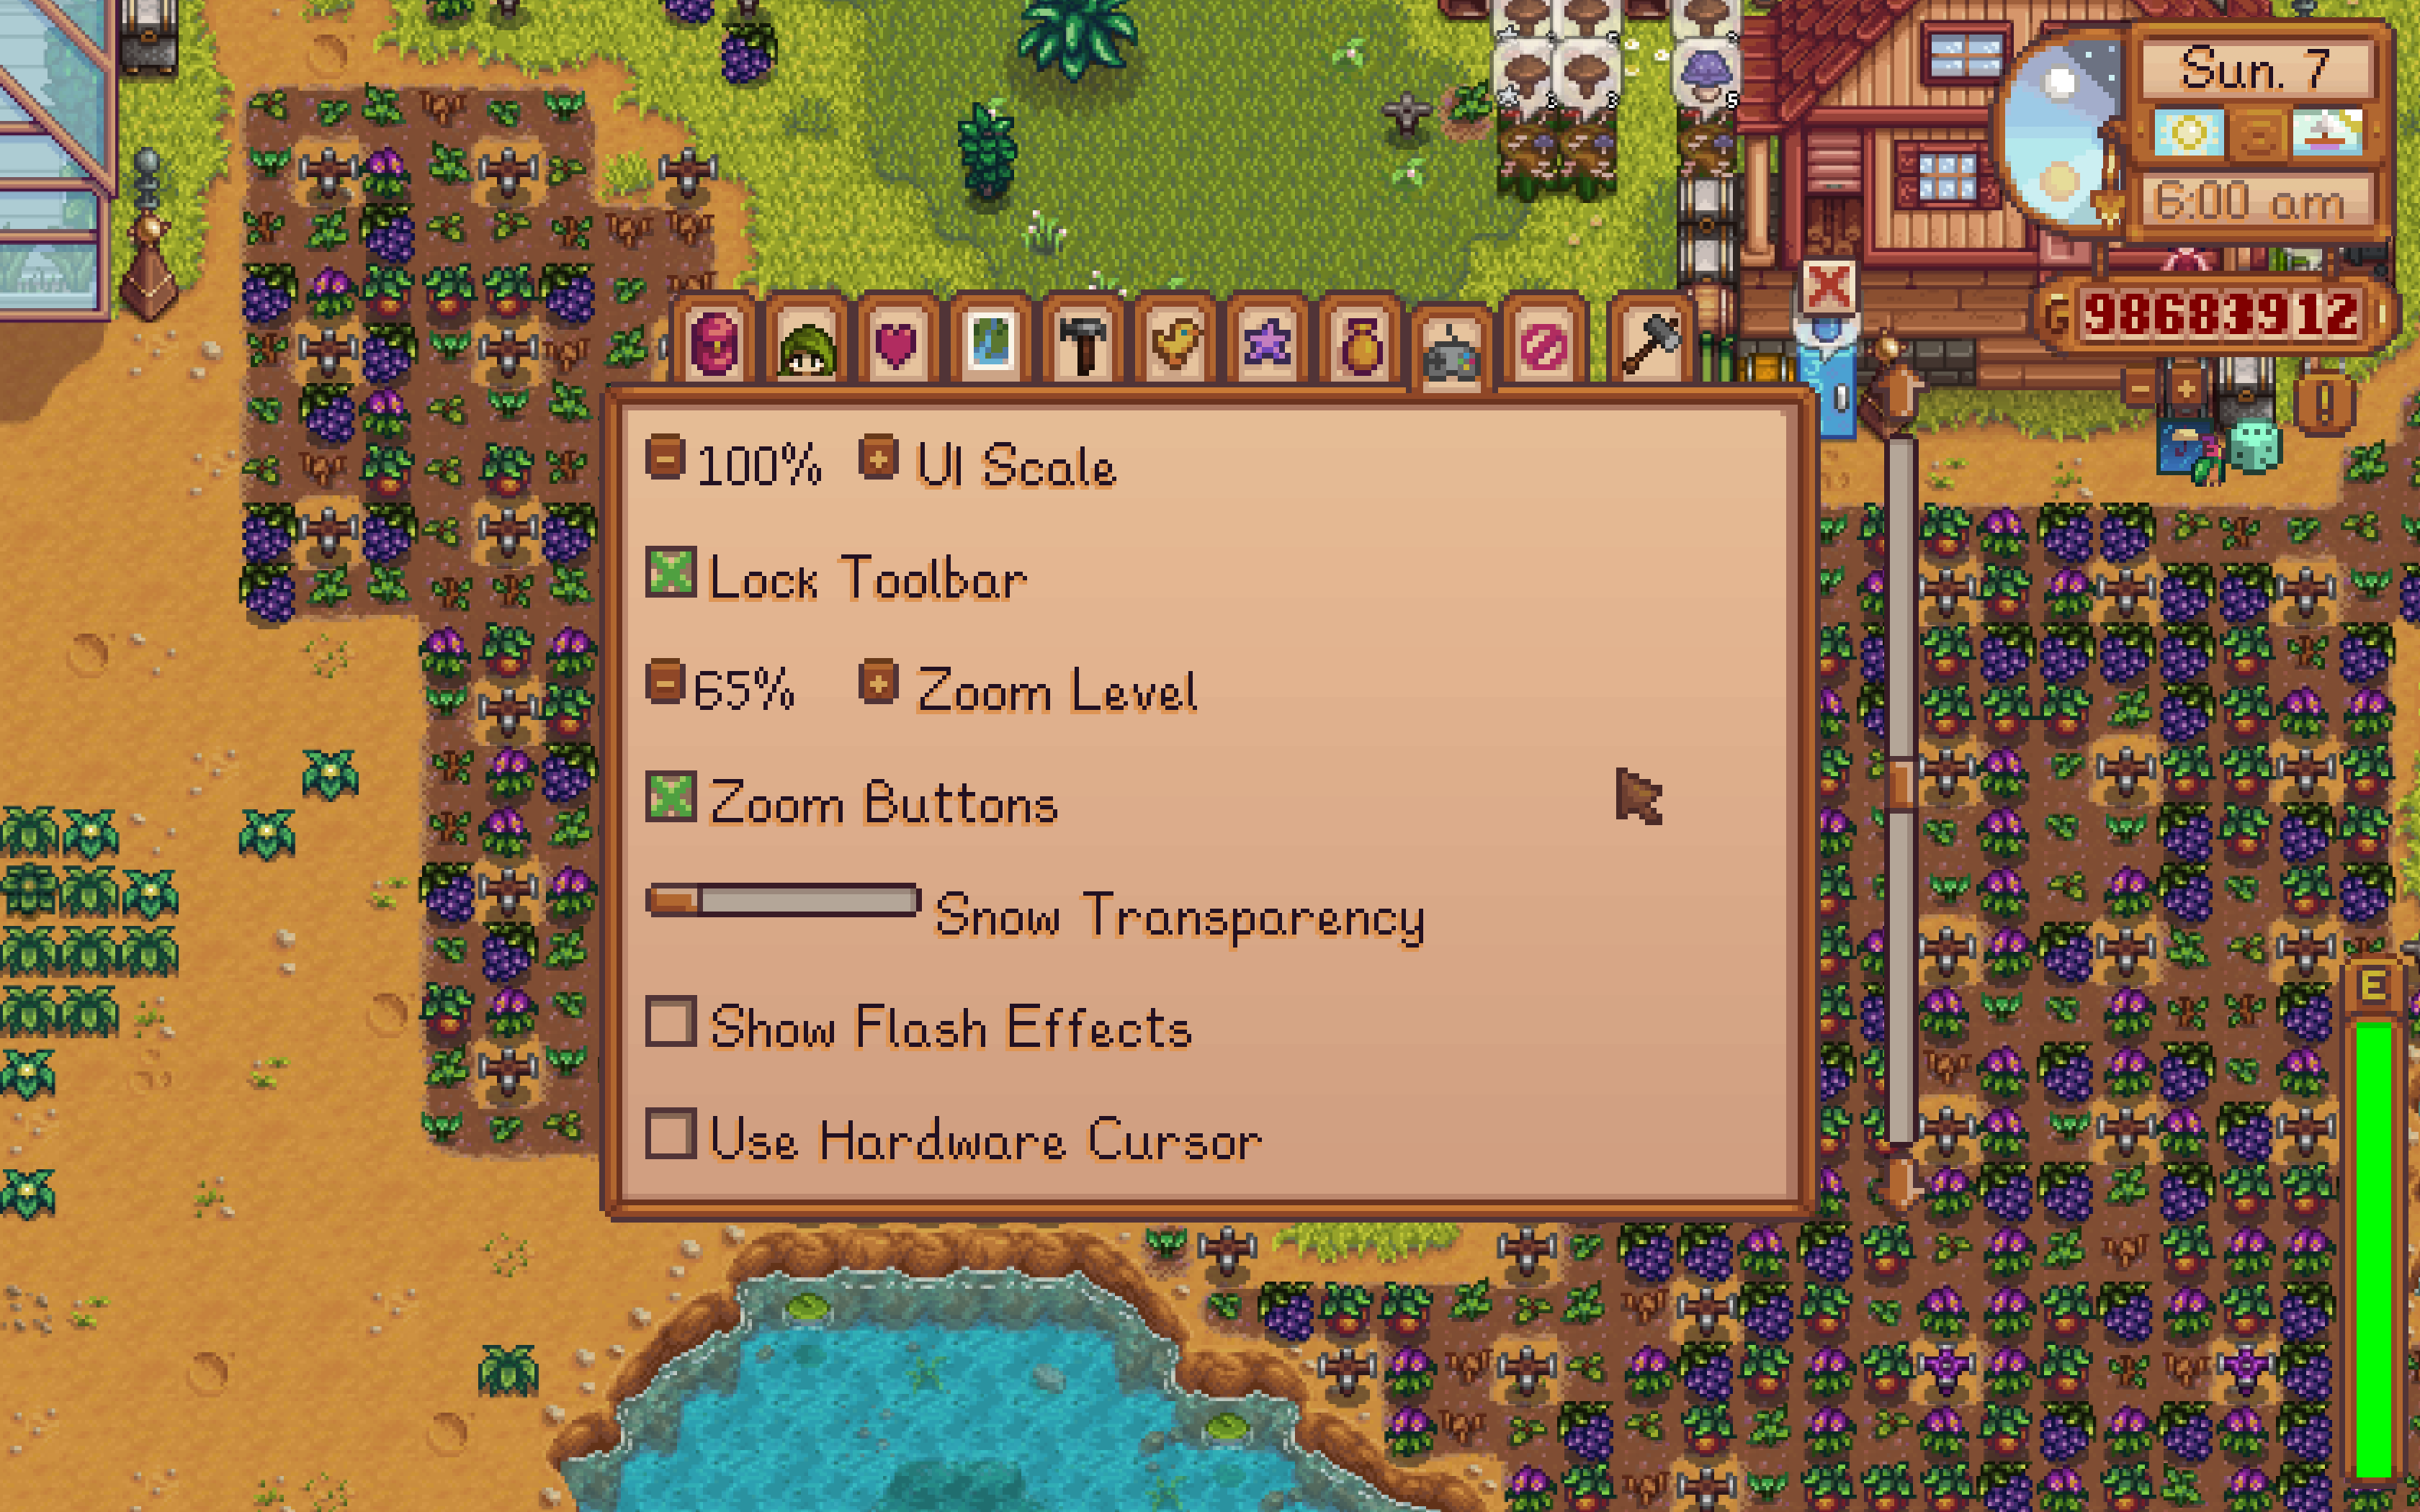 Sun. 7
6:00 am
G 98683912
100% UI Scale
Lock Toolbar
65% Zoom Level
Zoom Buttons
Snow Transparency
Show Flash Effects
Use Hardware Cursor
E